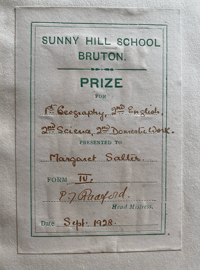 SUNNY HILL SCHOOL
BRUTON.
PRIZE
FOR
1st Geography, 2nd English,
2nd Science, 2nd Domestic Work.
PRESENTED TO
Margaret Salter.
FORM IV.
Head Mistress.
Date Sept. 1928.